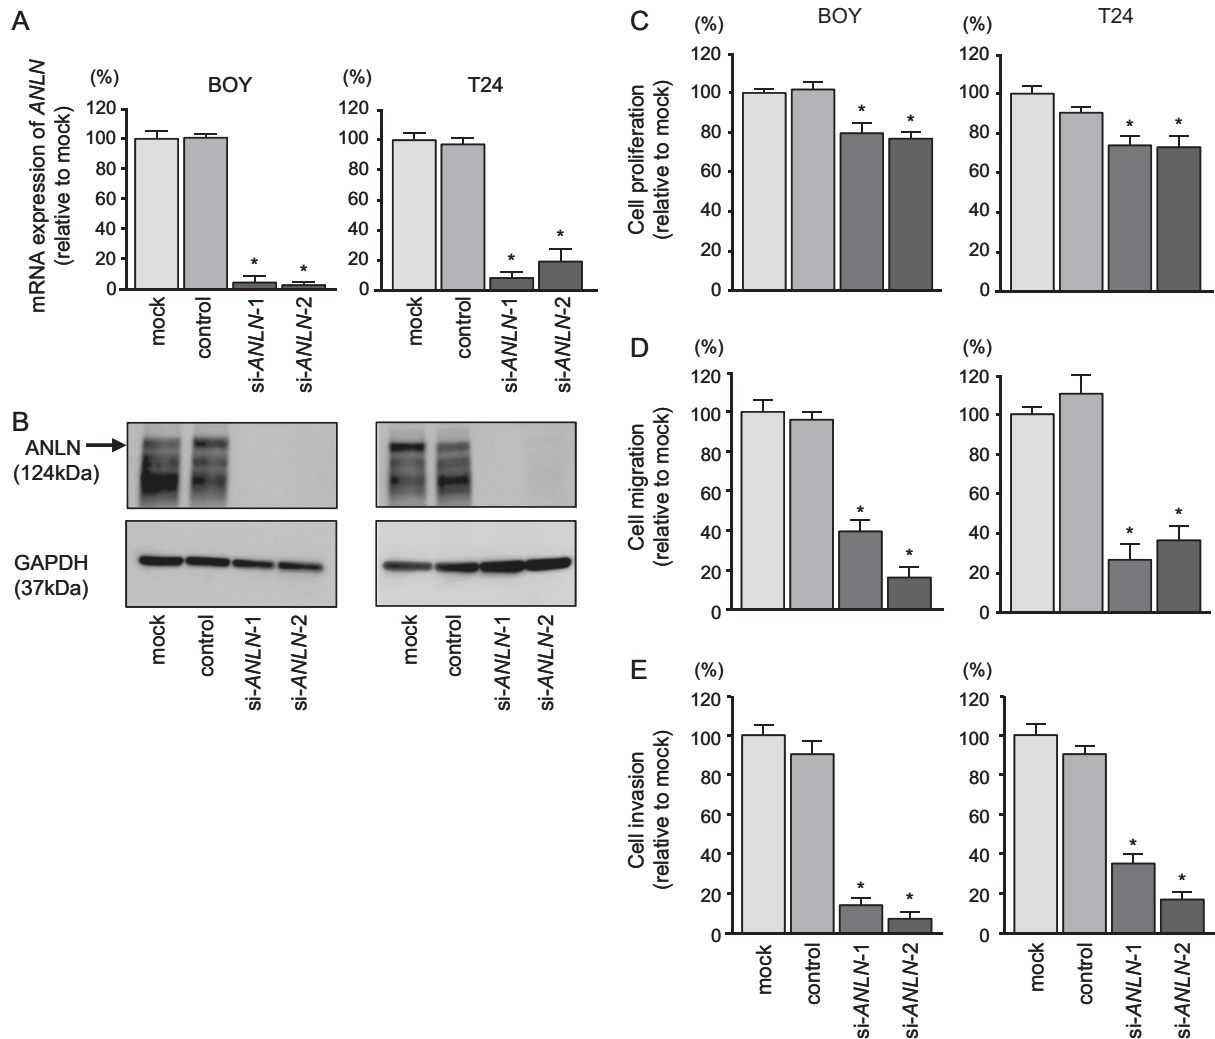 A
mRNA expression of ANLN
(relative to mock)
(%)
BOY
120
100
80
60
40
20
0
*
*
mock
control
si-ANLN-1
si-ANLN-2
(%)
T24
120
100
80
60
40
20
0
*
*
mock
control
si-ANLN-1
si-ANLN-2
B
ANLN
(124kDa)
GAPDH
(37kDa)
mock
control
si-ANLN-1
si-ANLN-2
mock
control
si-ANLN-1
si-ANLN-2
C
Cell proliferation
(relative to mock)
(%)
BOY
120
100
80
60
40
20
0
*
*
(%)
T24
120
100
80
60
40
20
0
*
*
D
Cell migration
(relative to mock)
(%)
120
100
80
60
40
20
0
*
*
(%)
120
100
80
60
40
20
0
*
*
E
Cell invasion
(relative to mock)
(%)
120
100
80
60
40
20
0
*
*
mock
control
si-ANLN-1
si-ANLN-2
(%)
120
100
80
60
40
20
0
*
*
mock
control
si-ANLN-1
si-ANLN-2